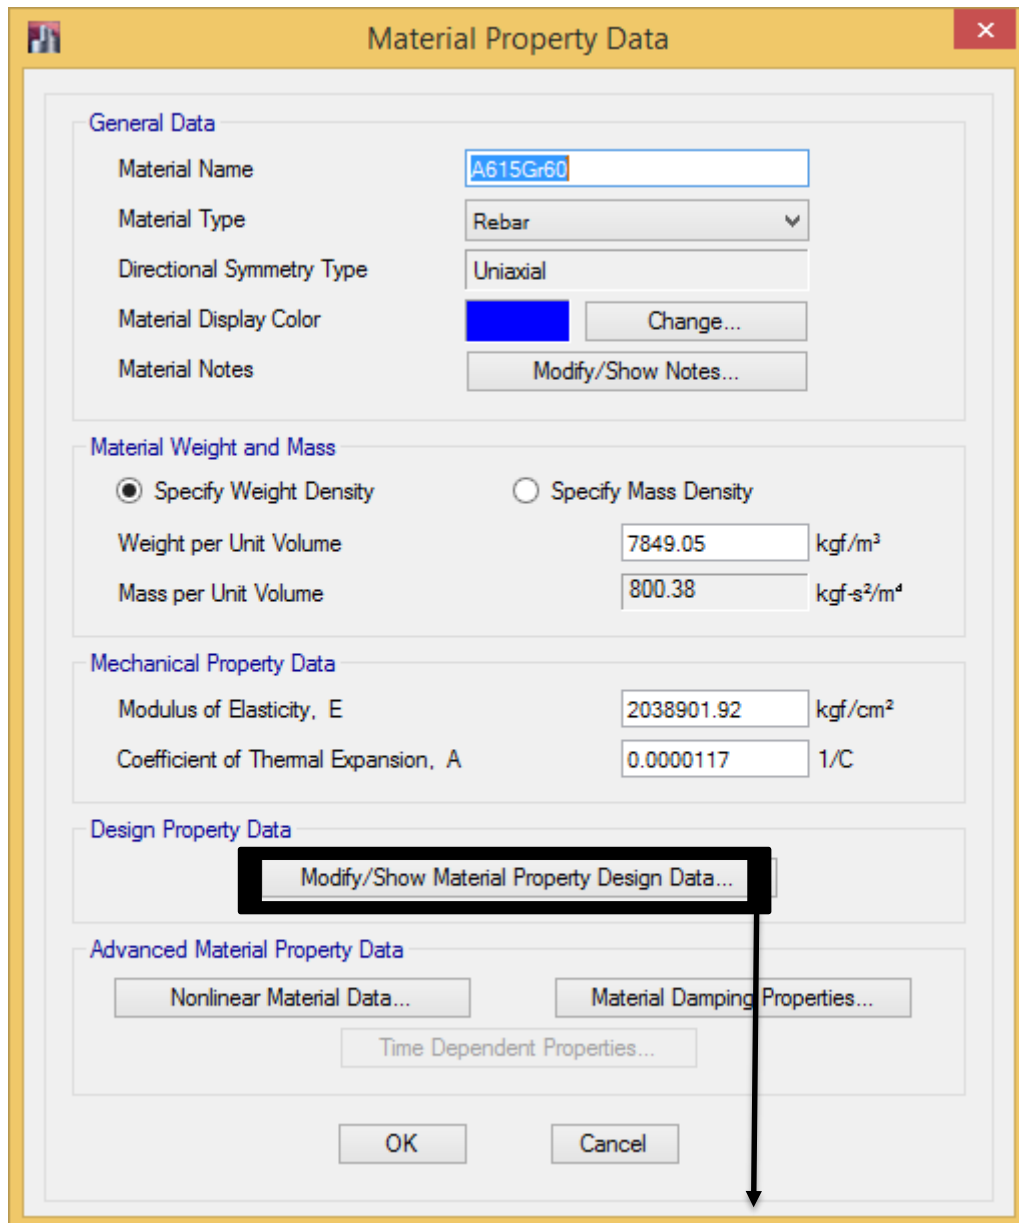 Material Property Data
General Data
Material Name A615Gr60
Material Type Rebar
Directional Symmetry Type Uniaxial
Material Display Color Change...
Material Notes Modify/Show Notes...
Material Weight and Mass
Specify Weight Density Specify Mass Density
Weight per Unit Volume 7849.05 kgf/m³
Mass per Unit Volume 800.38 kgf-s²/m⁴
Mechanical Property Data
Modulus of Elasticity, E 2038901.92 kgf/cm²
Coefficient of Thermal Expansion, A 0.0000117 1/C
Design Property Data
Modify/Show Material Property Design Data...
Advanced Material Property Data
Nonlinear Material Data... Material Damping Properties...
Time Dependent Properties...
OK Cancel